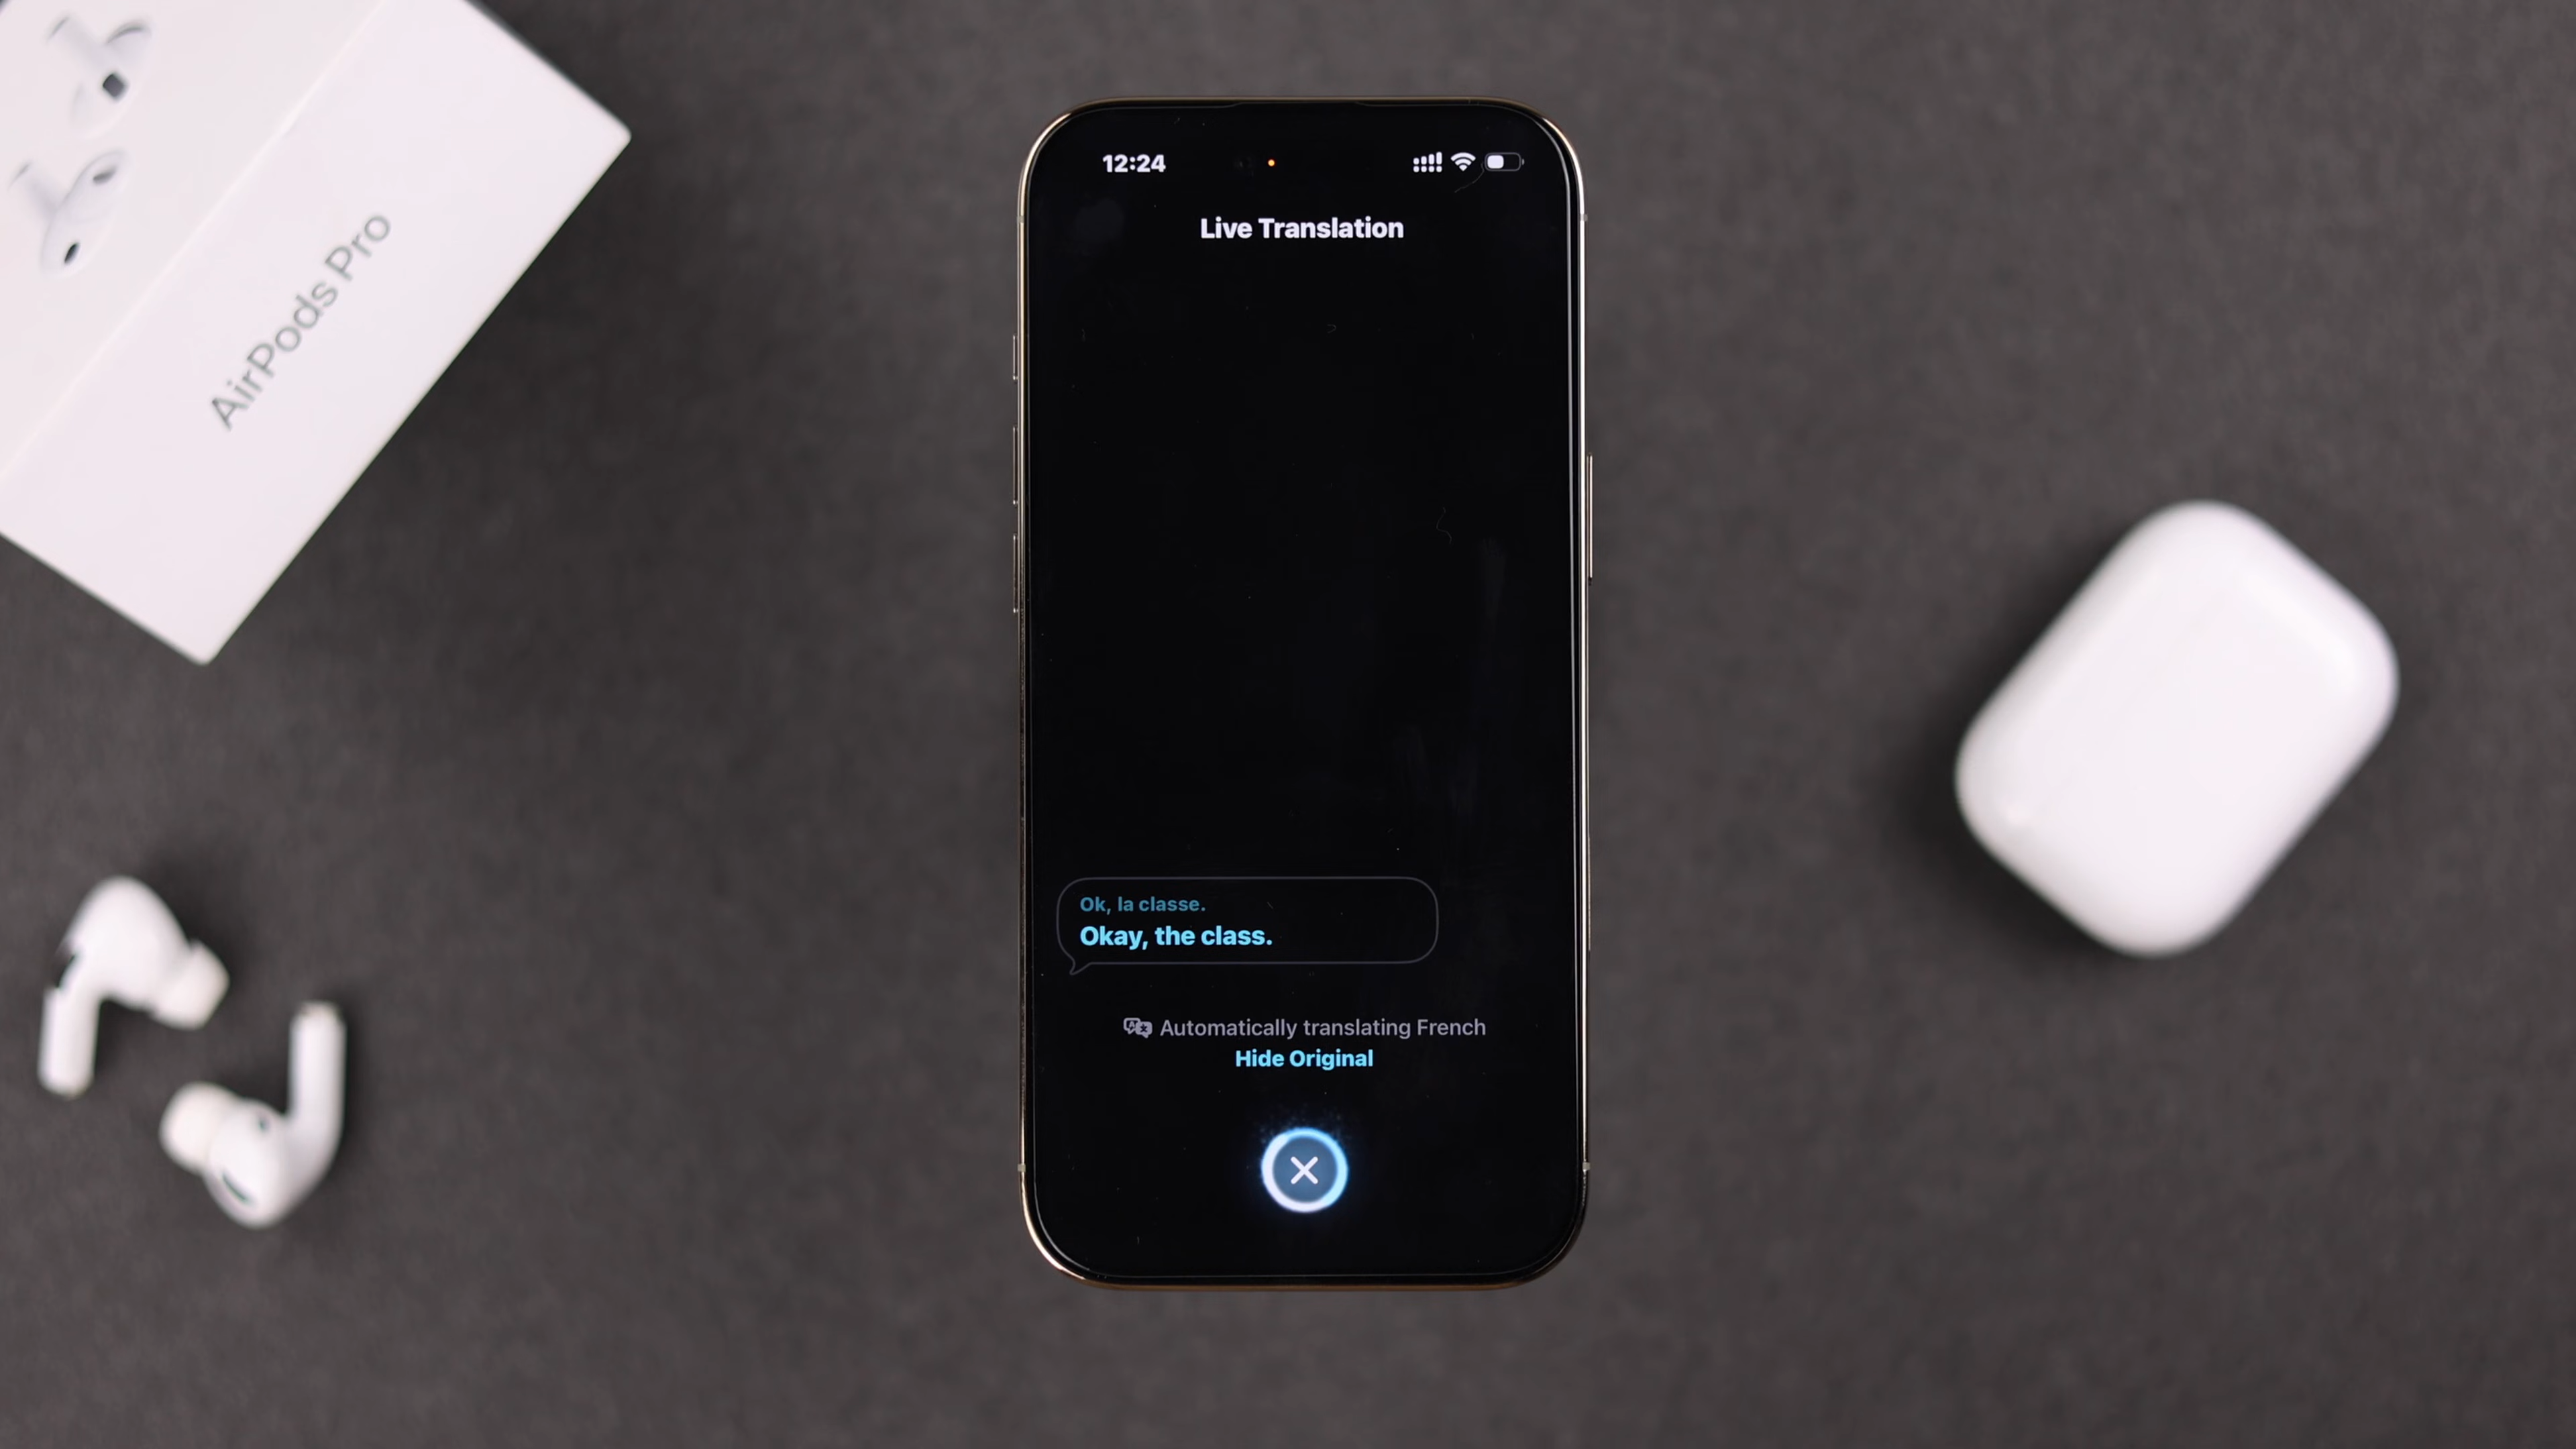 AirPods Pro
12:24
Live Translation
Ok, la classe.
Okay, the class.
Automatically translating French
Hide Original